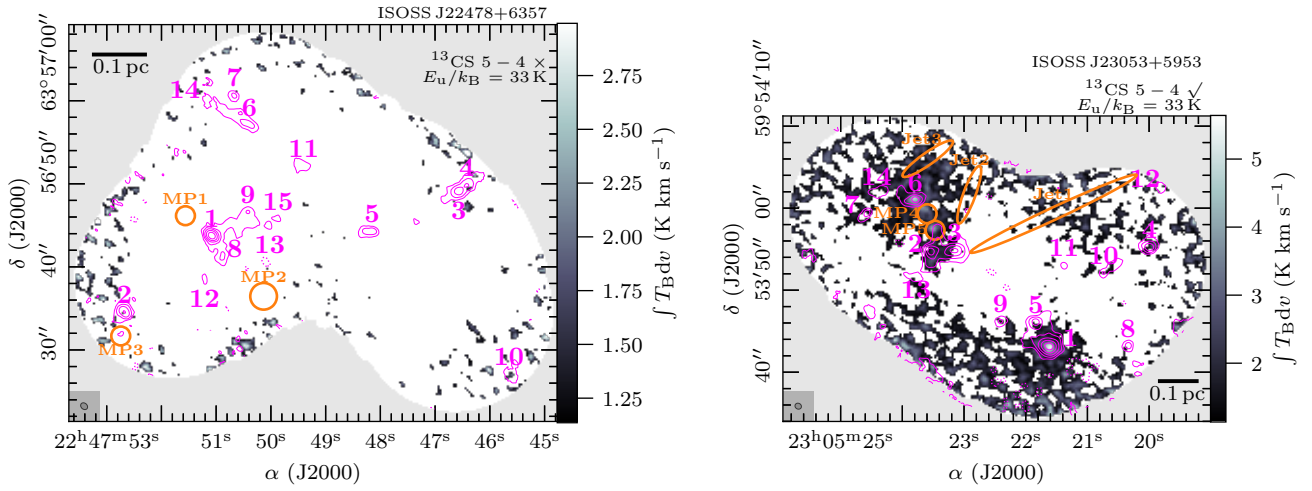 ISOSS J22478+6357
¹³CS 5 − 4 ×
E_u/k_B = 33 K
0.1 pc
63°57′00″
56′50″
40″
30″
δ (J2000)
14
7
6
11
4
3
MP1
9
15
1
5
8
13
MP2
12
2
MP3
10
22ʰ47ᵐ53ˢ
51ˢ
50ˢ
49ˢ
48ˢ
46ˢ
45ˢ
α (J2000)
2.75
2.50
2.25
2.00
1.75
1.50
1.25
∫ T_B dv (K km s⁻¹)
ISOSS J23053+5953
¹³CS 5 − 4 ✓
E_u/k_B = 33 K
59°54′10″
00″
53′50″
40″
δ (J2000)
Jet3
Jet2
Jet1
12
14
6
7
MP4
MP5
2
3
4
11
10
13
9
5
1
8
0.1 pc
23ʰ05ᵐ25ˢ
23ˢ
22ˢ
21ˢ
20ˢ
α (J2000)
5
4
3
2
∫ T_B dv (K km s⁻¹)